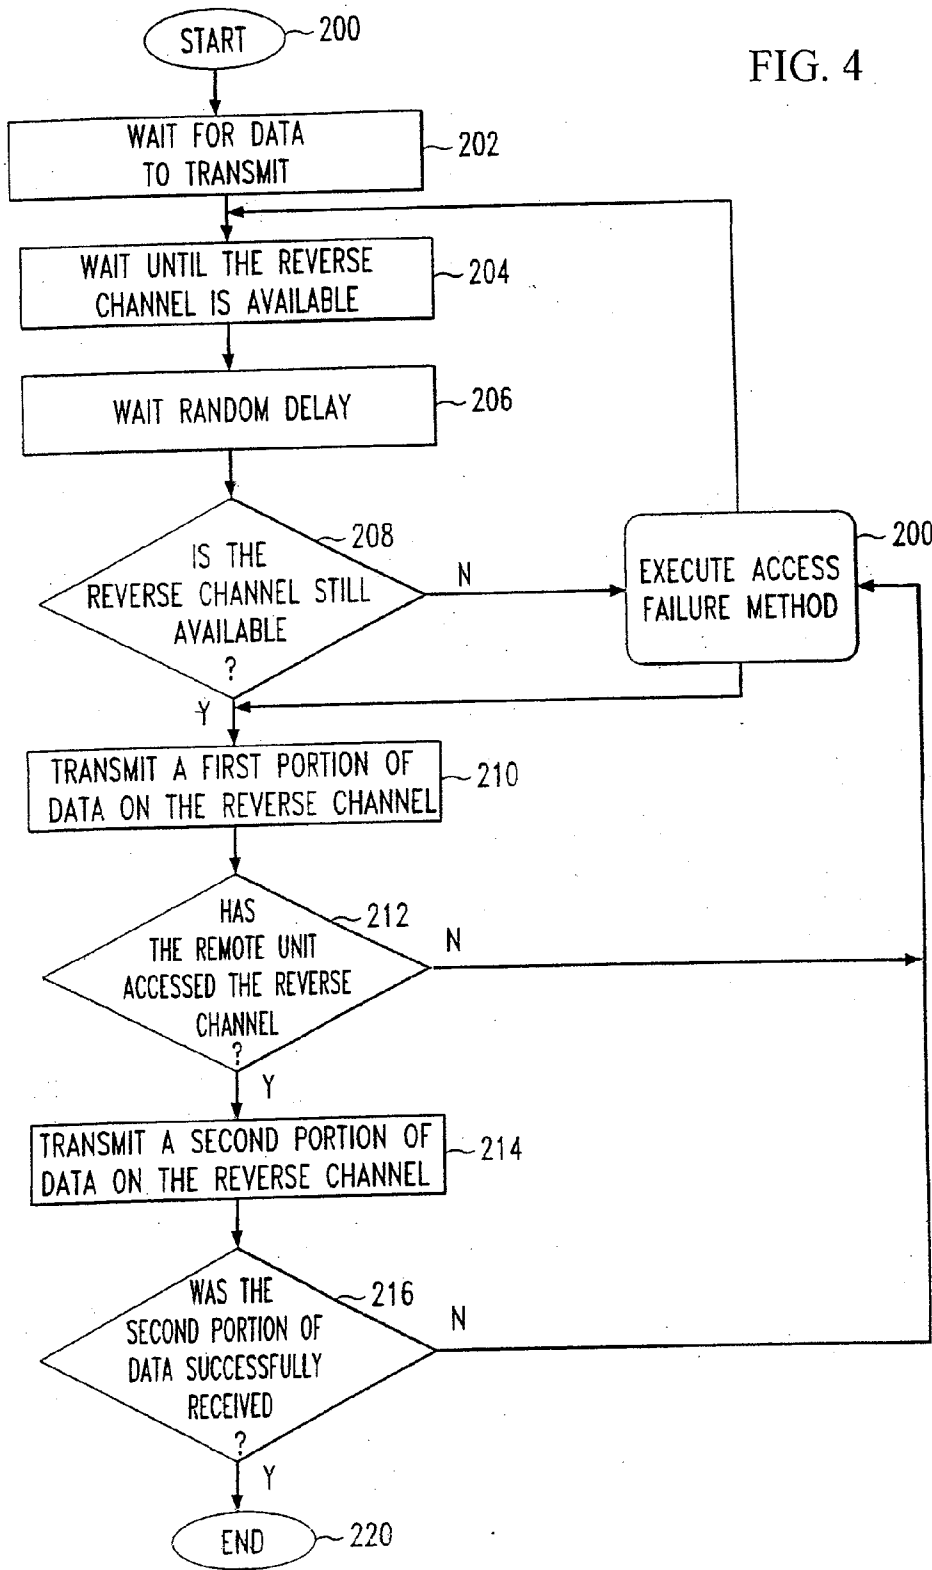 START
200
FIG. 4
WAIT FOR DATA
TO TRANSMIT
202
WAIT UNTIL THE REVERSE
CHANNEL IS AVAILABLE
204
WAIT RANDOM DELAY
206
IS THE
REVERSE CHANNEL STILL
AVAILABLE
?
208
N
Y
EXECUTE ACCESS
FAILURE METHOD
200
TRANSMIT A FIRST PORTION OF
DATA ON THE REVERSE CHANNEL
210
HAS
THE REMOTE UNIT
ACCESSED THE REVERSE
CHANNEL
?
212
N
Y
TRANSMIT A SECOND PORTION OF
DATA ON THE REVERSE CHANNEL
214
WAS THE
SECOND PORTION OF
DATA SUCCESSFULLY
RECEIVED
?
216
N
Y
END
220